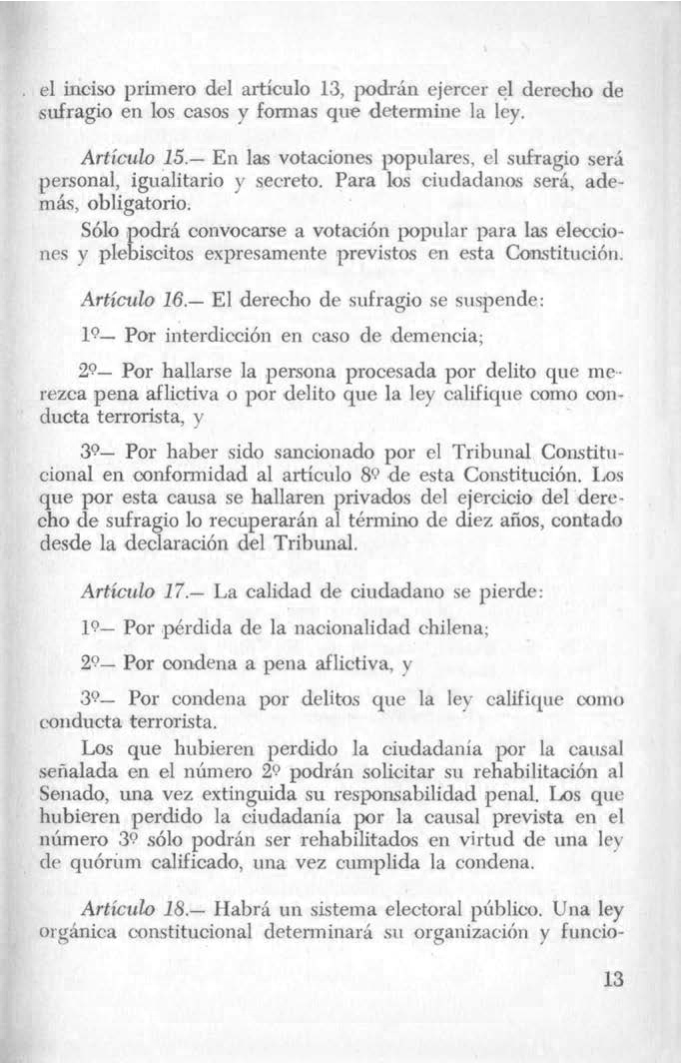 el inciso primero del artículo 13, podrán ejercer el derecho de
sufragio en los casos y formas que determine la ley.
Artículo 15.— En las votaciones populares, el sufragio será
personal, igualitario y secreto. Para los ciudadanos será, ade-
más, obligatorio.
Sólo podrá convocarse a votación popular para las eleccio-
nes y plebiscitos expresamente previstos en esta Constitución.
Artículo 16.— El derecho de sufragio se suspende:
1º— Por interdicción en caso de demencia;
2º— Por hallarse la persona procesada por delito que me-
rezca pena aflictiva o por delito que la ley califique como con-
ducta terrorista, y
3º— Por haber sido sancionado por el Tribunal Constitu-
cional en conformidad al artículo 8º de esta Constitución. Los
que por esta causa se hallaren privados del ejercicio del dere-
cho de sufragio lo recuperarán al término de diez años, contado
desde la declaración del Tribunal.
Artículo 17.— La calidad de ciudadano se pierde:
1º— Por pérdida de la nacionalidad chilena;
2º— Por condena a pena aflictiva, y
3º— Por condena por delitos que la ley califique como
conducta terrorista.
Los que hubieren perdido la ciudadanía por la causal
señalada en el número 2º podrán solicitar su rehabilitación al
Senado, una vez extinguida su responsabilidad penal. Los que
hubieren perdido la ciudadanía por la causal prevista en el
número 3º sólo podrán ser rehabilitados en virtud de una ley
de quórum calificado, una vez cumplida la condena.
Artículo 18.— Habrá un sistema electoral público. Una ley
orgánica constitucional determinará su organización y funcio-
13